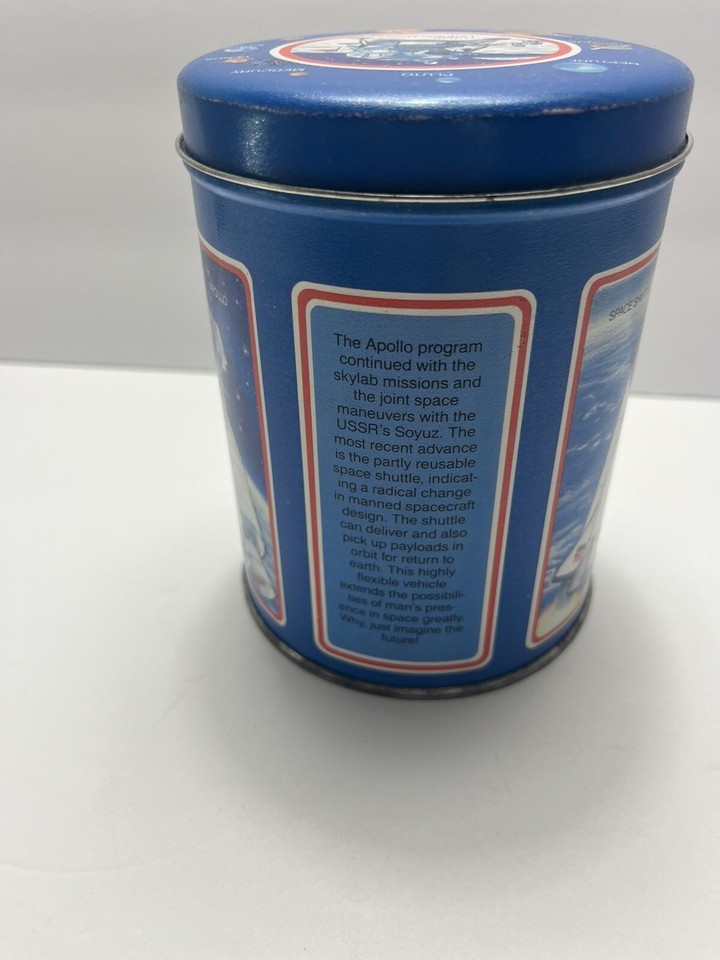 PLUTO
MERCURY
NEPTUNE
APOLLO
SPACE
The Apollo program
continued with the
skylab missions and
the joint space
maneuvers with the
USSR's Soyuz. The
most recent advance
is the partly reusable
space shuttle, indicat-
ing a radical change
in manned spacecraft
design. The shuttle
can deliver and also
pick up payloads in
orbit for return to
earth. This highly
flexible vehicle
extends the possibili-
ties of man's pres-
ence in space greatly.
Why, just imagine the
future!